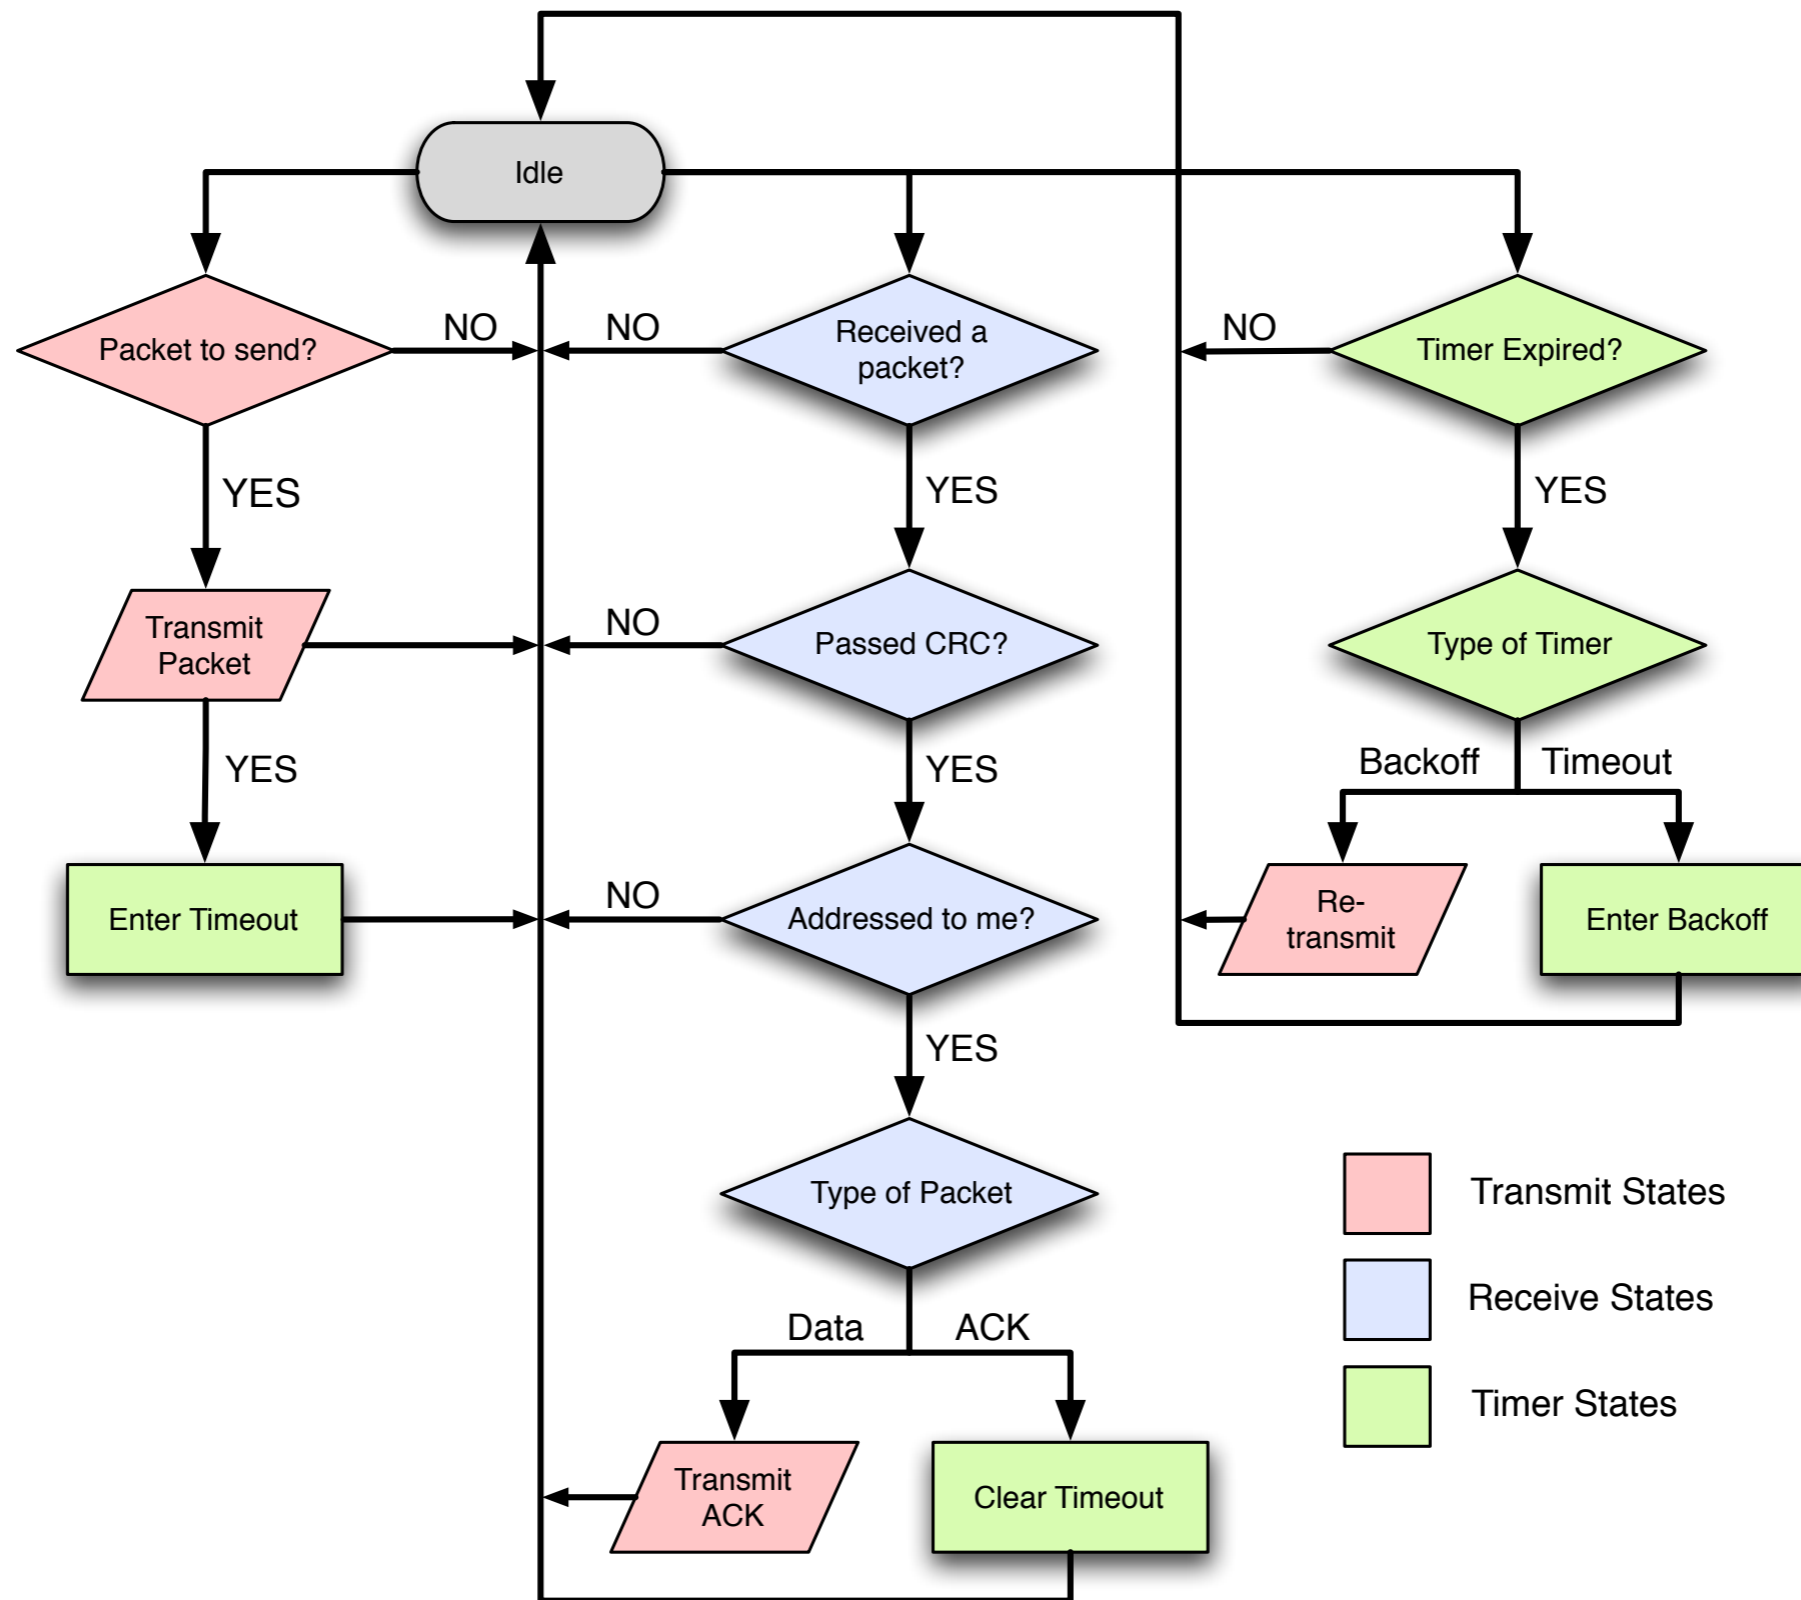 Idle
Packet to send?
NO
NO
Received a
packet?
NO
Timer Expired?
YES
YES
YES
Transmit
Packet
NO
Passed CRC?
Type of Timer
YES
YES
Backoff
Timeout
Enter Timeout
NO
Addressed to me?
Re-
transmit
Enter Backoff
YES
Type of Packet
Data
ACK
Transmit
ACK
Clear Timeout
Transmit States
Receive States
Timer States